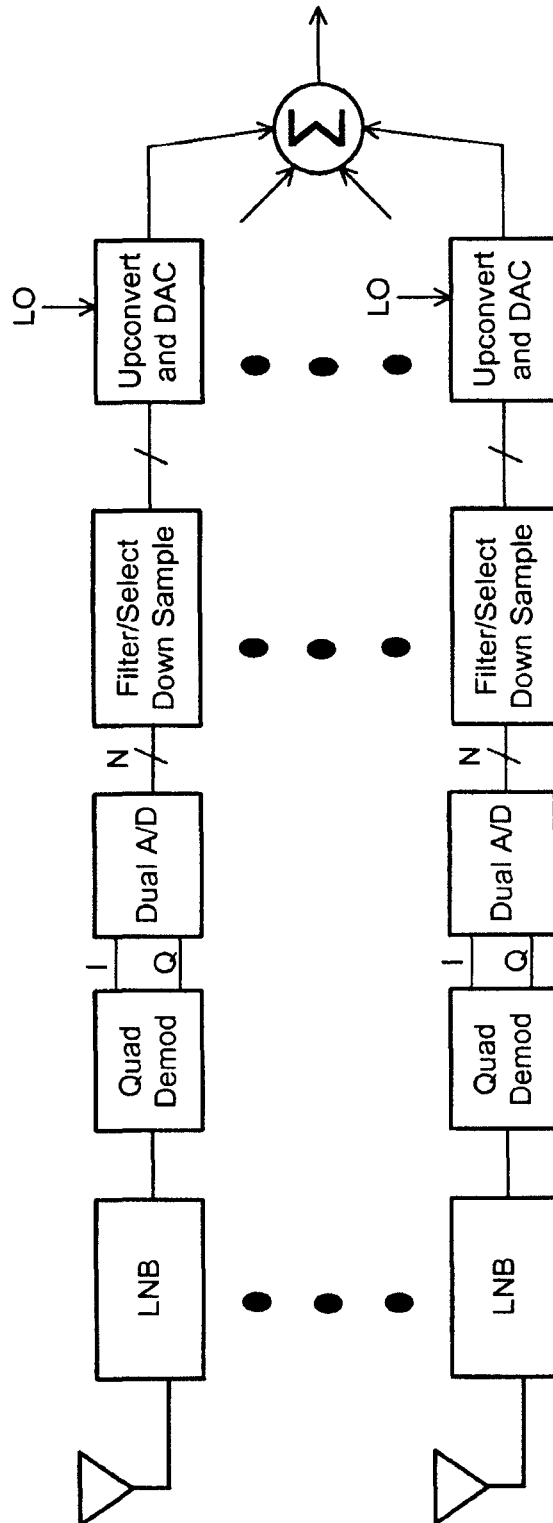 LNB
Quad
Demod
I
Q
Dual A/D
N
Filter/Select
Down Sample
LO
Upconvert
and DAC
Σ
LNB
Quad
Demod
I
Q
Dual A/D
N
Filter/Select
Down Sample
LO
Upconvert
and DAC